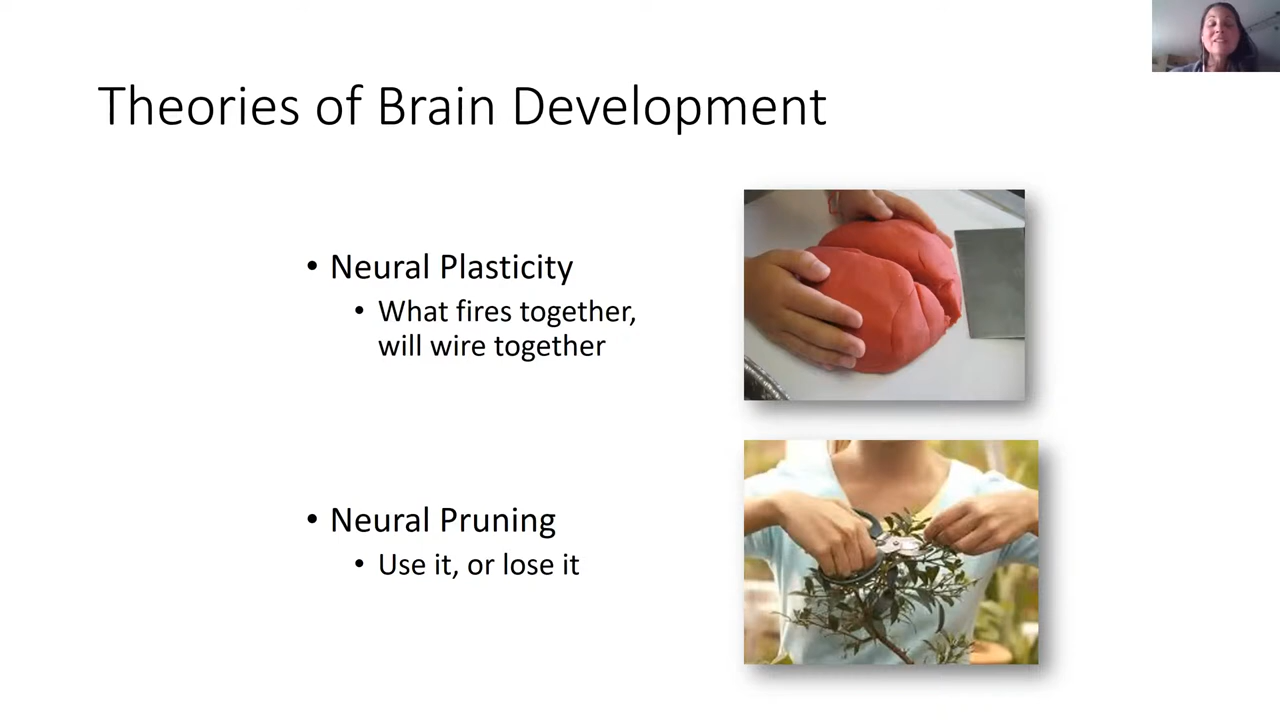 Theories of Brain Development
• Neural Plasticity
• What fires together,
will wire together
• Neural Pruning
• Use it, or lose it